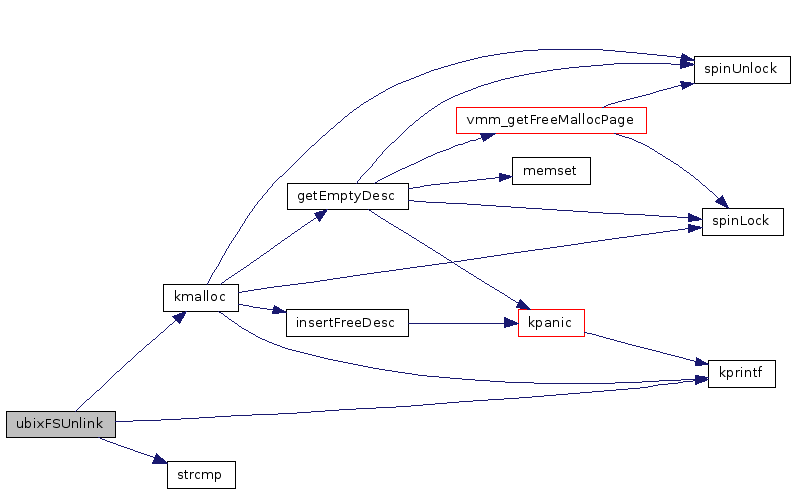 spinUnlock
vmm_getFreeMallocPage
memset
getEmptyDesc
spinLock
kmalloc
insertFreeDesc
kpanic
kprintf
ubixFSUnlink
strcmp